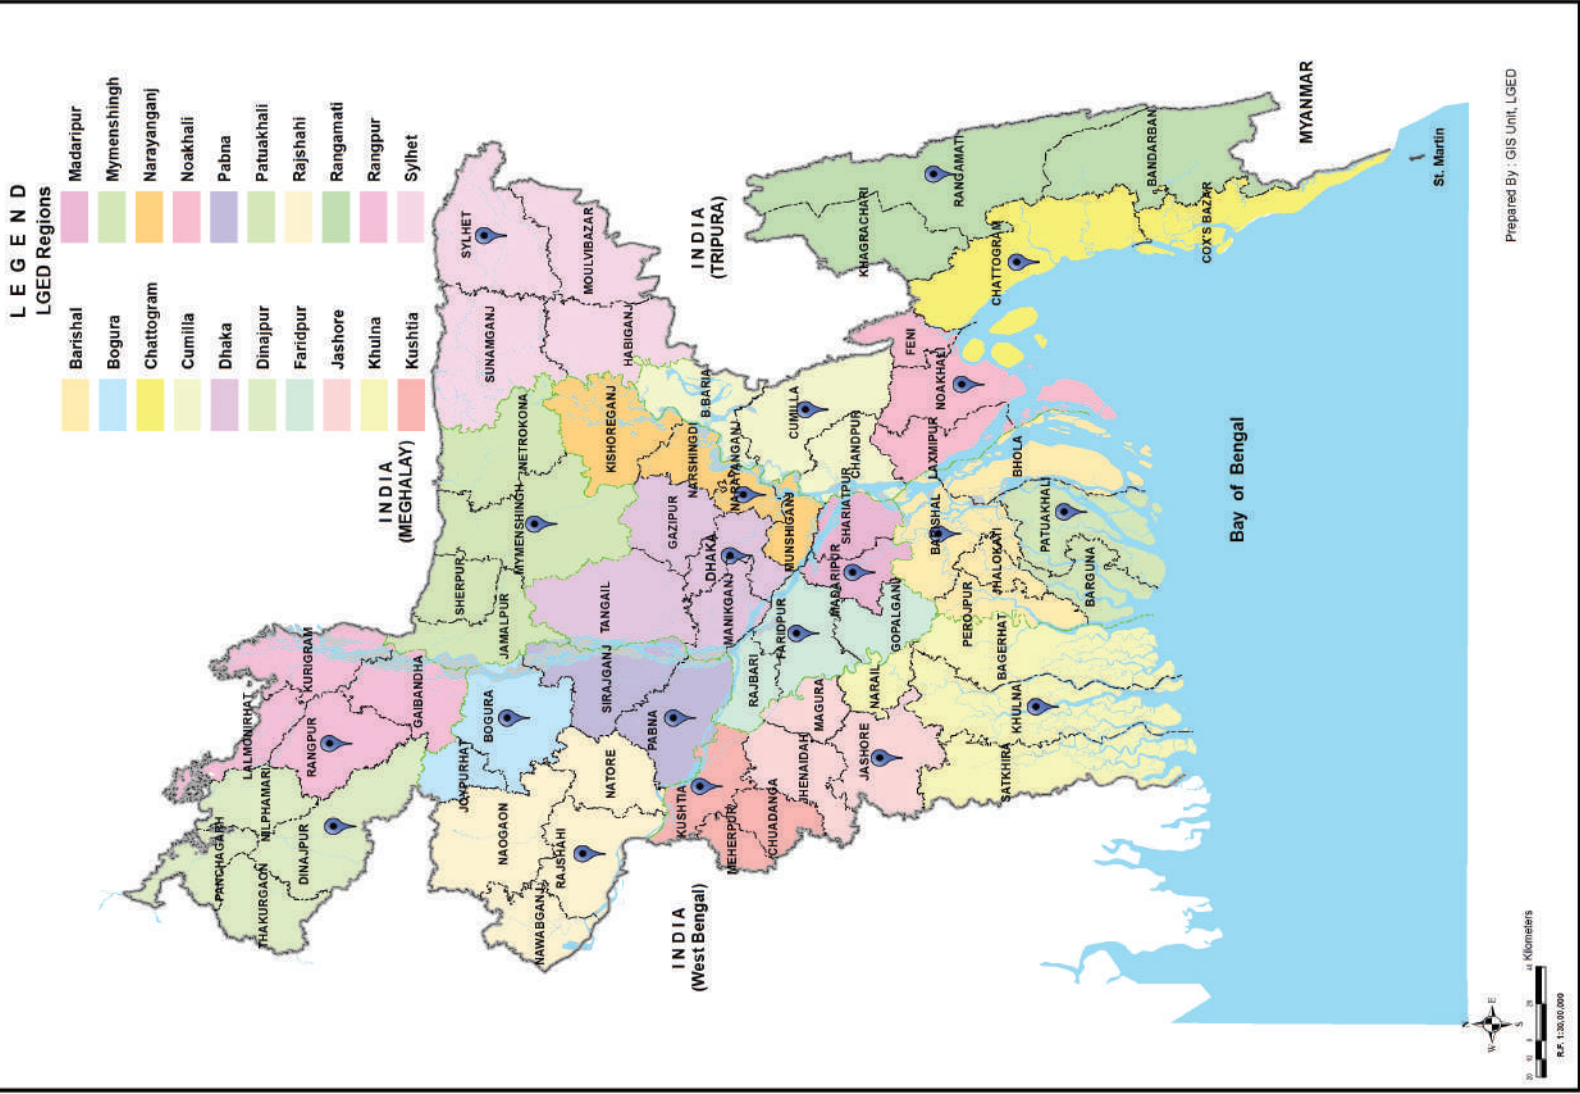 LEGEND
LGED Regions
Barishal
Bogura
Chattogram
Cumilla
Dhaka
Dinajpur
Faridpur
Jashore
Khulna
Kushtia
Madaripur
Mymenshingh
Narayanganj
Noakhali
Pabna
Patuakhali
Rajshahi
Rangamati
Rangpur
Sylhet
PANCHAGARH
THAKURGAON
NILPHAMARI
DINAJPUR
LALMONIRHAT
RANGPUR
KURIGRAM
GAIBANDHA
JOYPURHAT
BOGURA
NAOGAON
NAWABGANJ
RAJSHAHI
NATORE
SIRAJGANJ
PABNA
SHERPUR
JAMALPUR
MYMENSINGH
NETROKONA
SUNAMGANJ
SYLHET
MOULVIBAZAR
HABIGANJ
KISHOREGANJ
TANGAIL
GAZIPUR
NARSHINGDI
B.BARIA
DHAKA
NARAYANGANJ
MANIKGANJ
MUNSHIGANJ
KUSHTIA
MEHERPUR
CHUADANGA
JHENAIDAH
MAGURA
RAJBARI
FARIDPUR
MADARIPUR
SHARIATPUR
CHANDPUR
CUMILLA
JASHORE
NARAIL
GOPALGANJ
BARISHAL
LAXMIPUR
NOAKHALI
FENI
KHAGRACHARI
RANGAMATI
CHATTOGRAM
BANDARBAN
COX'S BAZAR
SATKHIRA
KHULNA
BAGERHAT
PEROJPUR
JHALOKATI
BARGUNA
PATUAKHALI
BHOLA
INDIA
(MEGHALAY)
INDIA
(TRIPURA)
INDIA
(West Bengal)
MYANMAR
St. Martin
Bay of Bengal
N
W
E
S
Kilometers
R.F. 1:20,00,000
Prepared By : GIS Unit, LGED